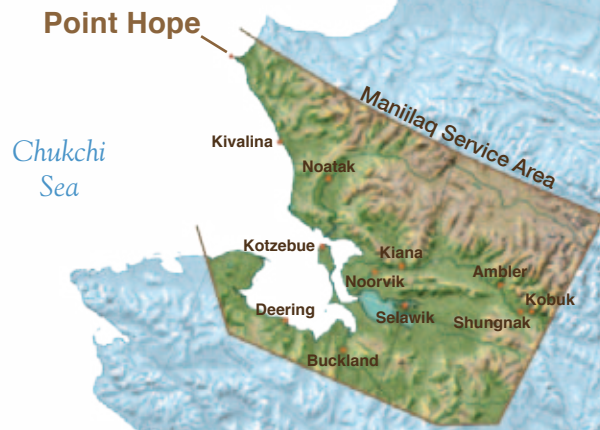 Point Hope
Maniilaq Service Area
Kivalina
Chukchi
Sea
Noatak
Kotzebue
Kiana
Noorvik
Ambler
Kobuk
Deering
Selawik
Shungnak
Buckland